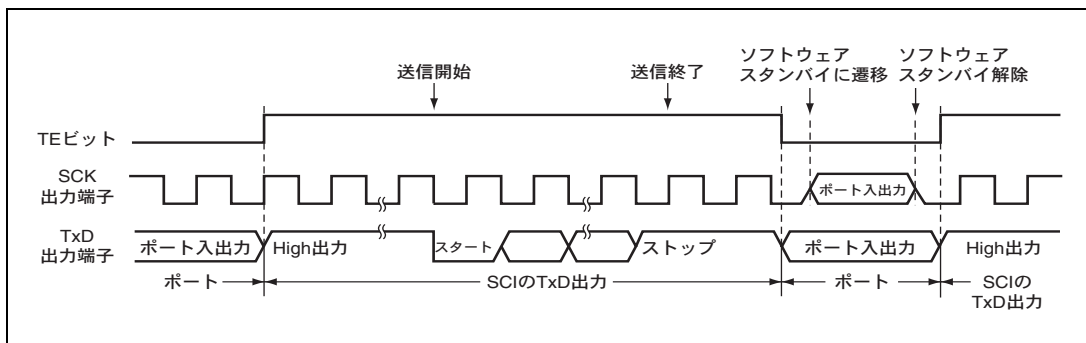 送信開始
送信終了
ソフトウェア
スタンバイに遷移
ソフトウェア
スタンバイ解除
TEビット
SCK
出力端子
ポート入出力
TxD
出力端子
ポート入出力
High出力
スタート
ストップ
ポート入出力
High出力
ポート
SCIのTxD出力
ポート
SCIの
TxD出力